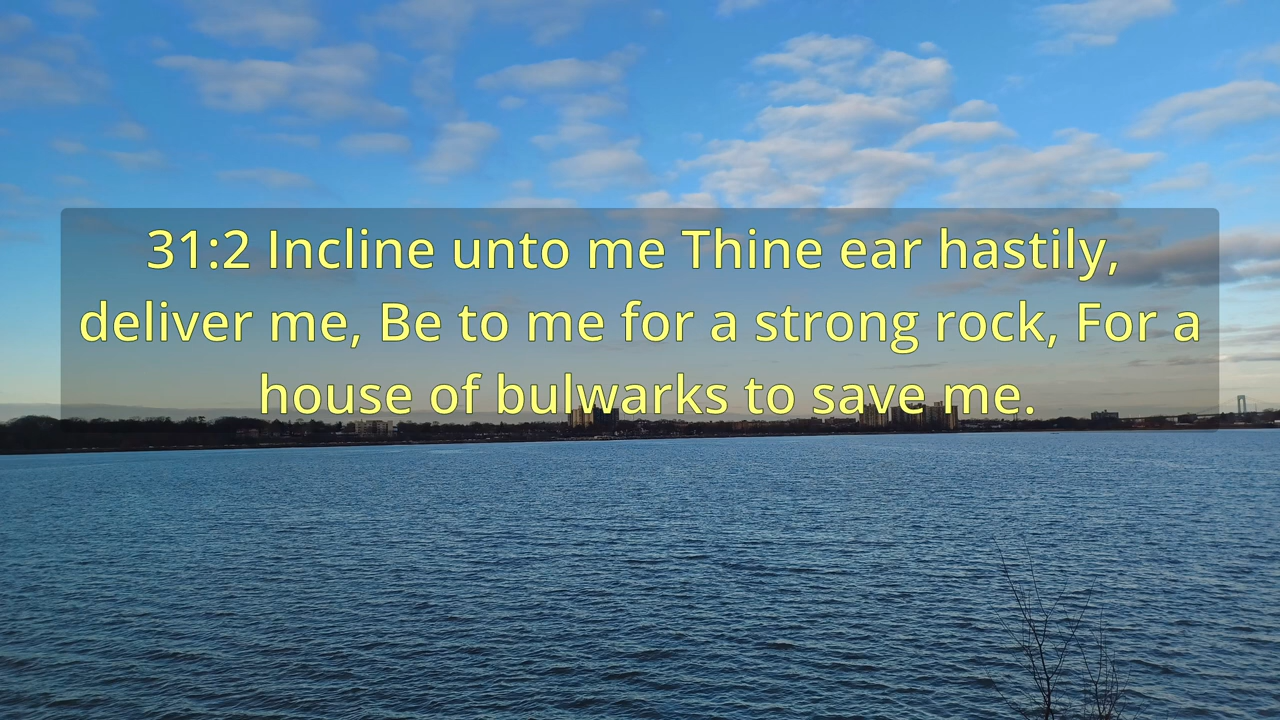 31:2 Incline unto me Thine ear hastily,
deliver me, Be to me for a strong rock, For a
house of bulwarks to save me.